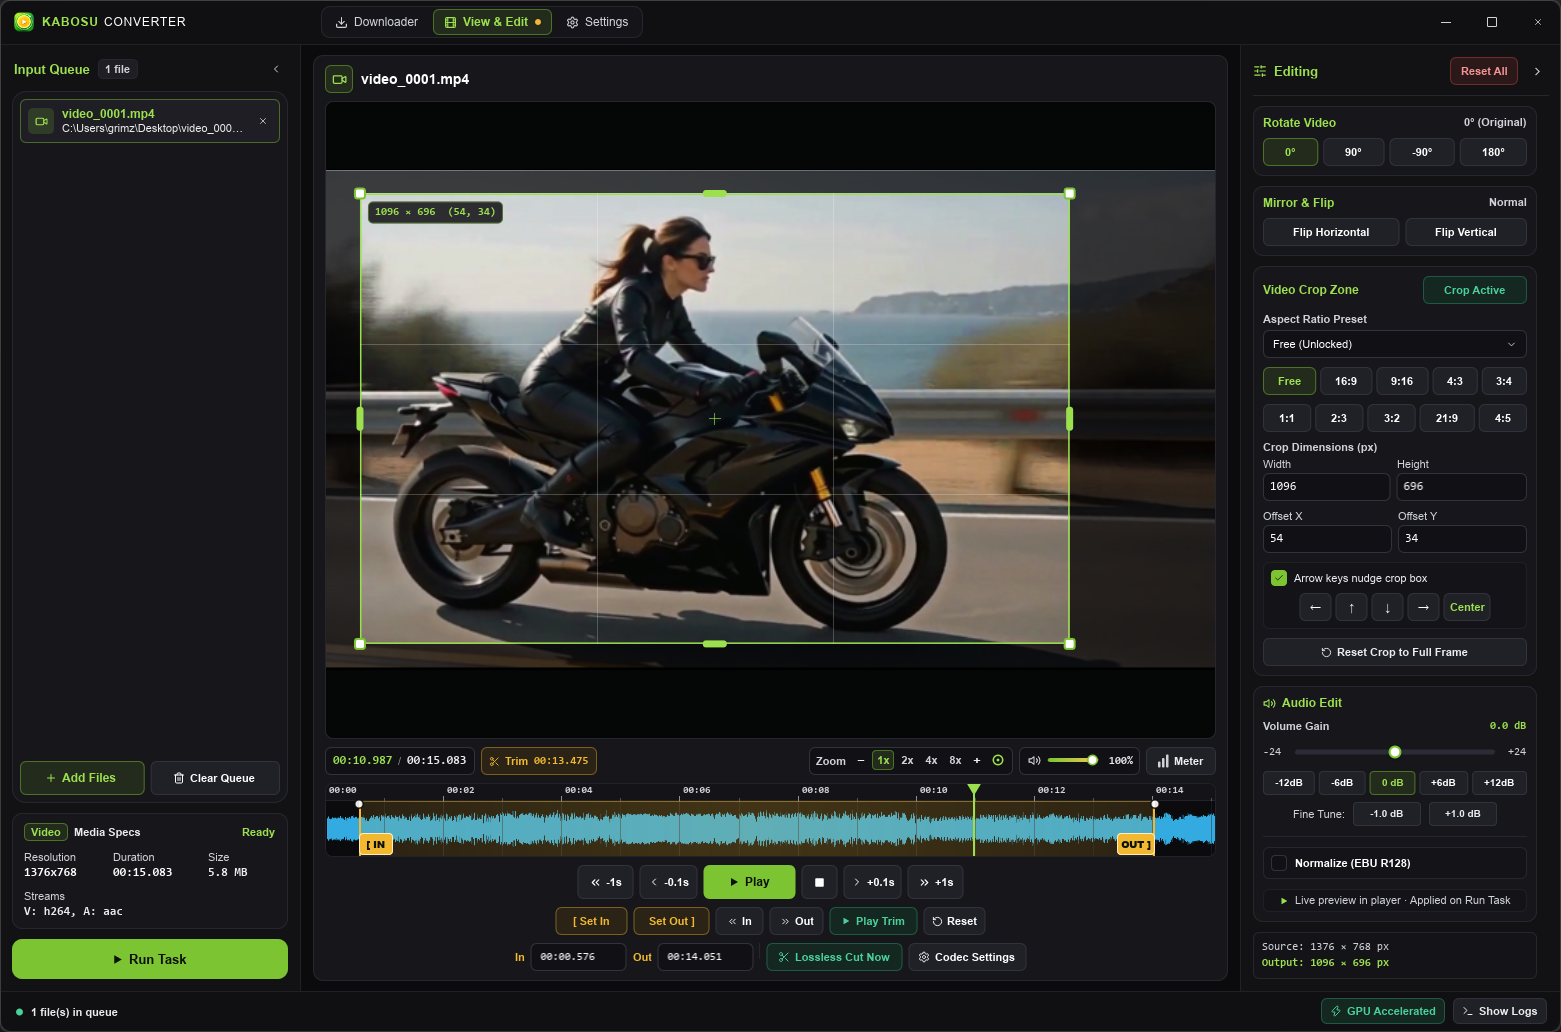 KABOSU CONVERTER
Downloader
View & Edit
Settings
Input Queue 1 file
video_0001.mp4
C:\Users\grimz\Desktop\video_000...
Add Files
Clear Queue
Video Media Specs Ready
Resolution Duration Size
1376x768 00:15.083 5.8 MB
Streams
V: h264, A: aac
Run Task
video_0001.mp4
1096 × 696 (54, 34)
00:10.987 / 00:15.083
Trim 00:13.475
Zoom − 1x 2x 4x 8x +
100%
Meter
00:00 00:02 00:04 00:06 00:08 00:10 00:12 00:14
[ IN
OUT ]
« -1s
‹ -0.1s
Play
› +0.1s
» +1s
[ Set In
Set Out ]
« In
» Out
Play Trim
Reset
In 00:00.576
Out 00:14.051
Lossless Cut Now
Codec Settings
Editing
Reset All
Rotate Video 0° (Original)
0° 90° -90° 180°
Mirror & Flip Normal
Flip Horizontal Flip Vertical
Video Crop Zone Crop Active
Aspect Ratio Preset
Free (Unlocked)
Free 16:9 9:16 4:3 3:4
1:1 2:3 3:2 21:9 4:5
Crop Dimensions (px)
Width Height
1096 696
Offset X Offset Y
54 34
Arrow keys nudge crop box
← ↑ ↓ → Center
Reset Crop to Full Frame
Audio Edit
Volume Gain 0.0 dB
-24 +24
-12dB -6dB 0 dB +6dB +12dB
Fine Tune: -1.0 dB +1.0 dB
Normalize (EBU R128)
Live preview in player · Applied on Run Task
Source: 1376 × 768 px
Output: 1096 × 696 px
1 file(s) in queue
GPU Accelerated
Show Logs